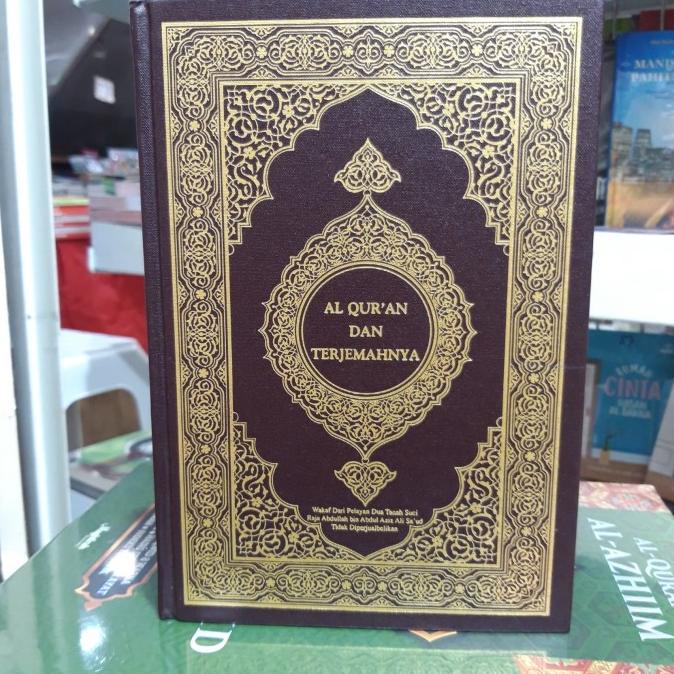 AL QUR'AN
DAN
TERJEMAHNYA
Wakaf Dari Pelayan Dua Tanah Suci
Raja Abdullah bin Abdul Aziz Ali Sa'ud
Tidak Diperjualbelikan
CINTA
AL-AZHIIM